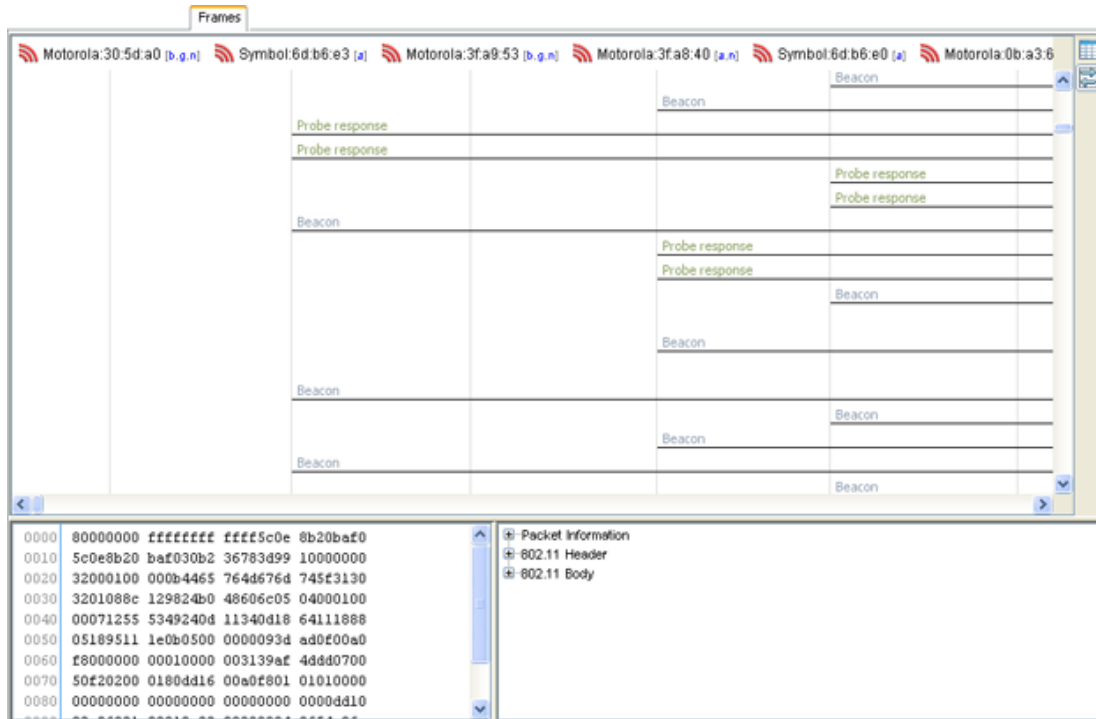 Frames
Motorola:30:5d:a0 [b,g,n] Symbol:6d:b6:e3 [a] Motorola:3f:a9:53 [b,g,n] Motorola:3f:a8:40 [a,n] Symbol:6d:b6:e0 [a] Motorola:0b:a3:6
Beacon
Beacon
Probe response
Probe response
Probe response
Probe response
Beacon
Probe response
Probe response
Beacon
Beacon
Beacon
Beacon
Beacon
Beacon
Beacon
0000 80000000 ffffffff ffff5c0e 8b20baf0
0010 5c0e8b20 baf030b2 36783d99 10000000
0020 32000100 000b4465 764d676d 745f3130
0030 3201088c 129824b0 48606c05 04000100
0040 00071255 5349240d 11340d18 64111888
0050 05189511 1e0b0500 0000093d ad0f00a0
0060 f8000000 00010000 003139af 4ddd0700
0070 50f20200 0180dd16 00a0f801 01010000
0080 00000000 00000000 00000000 0000dd10
Packet Information
802.11 Header
802.11 Body